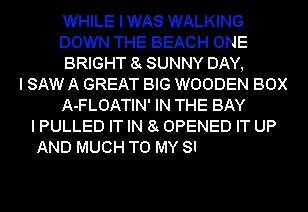 WHILE I WAS WALKING
DOWN THE BEACH ONE
BRIGHT & SUNNY DAY,
I SAW A GREAT BIG WOODEN BOX
A-FLOATIN' IN THE BAY
I PULLED IT IN & OPENED IT UP
AND MUCH TO MY